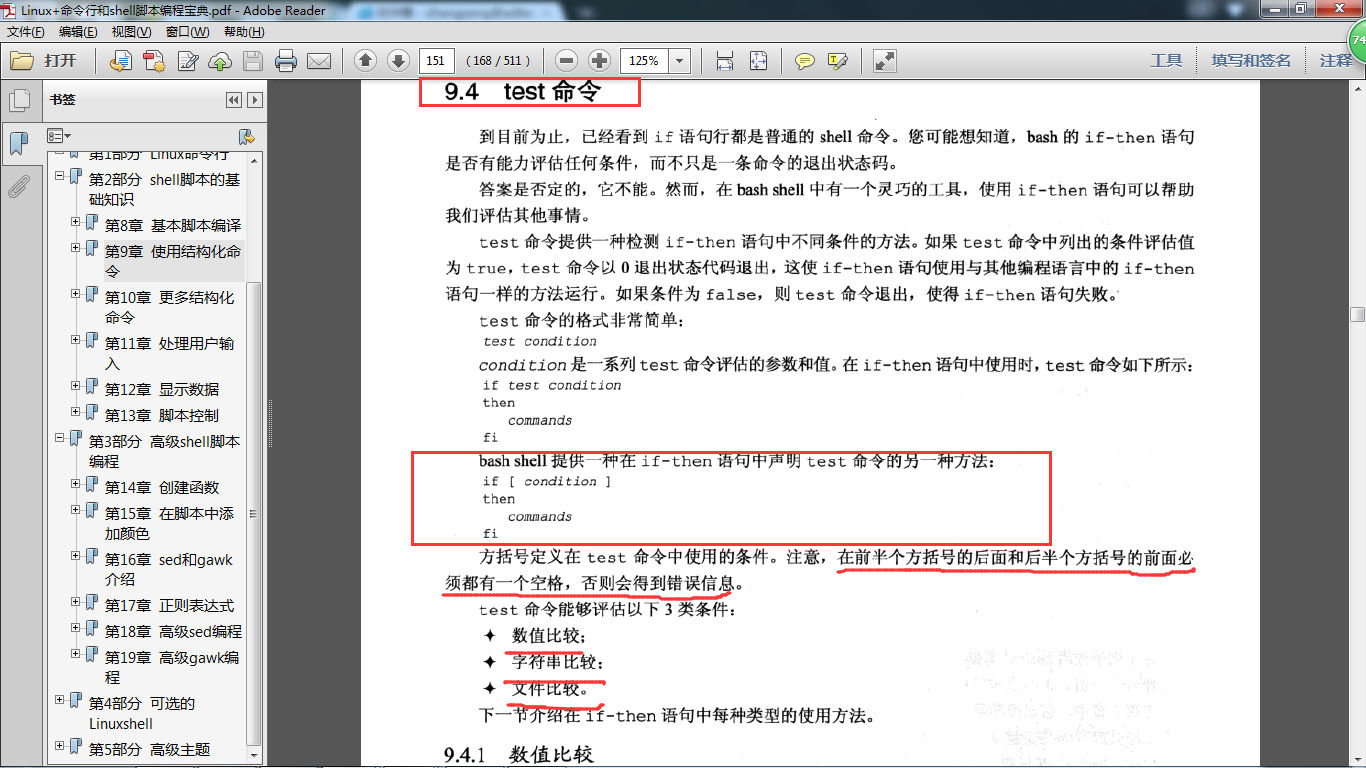 Linux+命令行和shell脚本编程宝典.pdf - Adobe Reader
文件(F) 编辑(E) 视图(V) 窗口(W) 帮助(H)
打开 151 (168 / 511) 125% 工具 填写和签名 注释
74
书签
第1部分 Linux命令行
第2部分 shell脚本的基
础知识
第8章 基本脚本编译
第9章 使用结构化命
令
第10章 更多结构化
命令
第11章 处理用户输
入
第12章 显示数据
第13章 脚本控制
第3部分 高级shell脚本
编程
第14章 创建函数
第15章 在脚本中添
加颜色
第16章 sed和gawk
介绍
第17章 正则表达式
第18章 高级sed编程
第19章 高级gawk编
程
第4部分 可选的
Linuxshell
第5部分 高级主题
9.4 test 命令
到目前为止，已经看到 if 语句行都是普通的 shell 命令。您可能想知道，bash 的 if-then 语句
是否有能力评估任何条件，而不只是一条命令的退出状态码。
答案是否定的，它不能。然而，在 bash shell 中有一个灵巧的工具，使用 if-then 语句可以帮助
我们评估其他事情。
test 命令提供一种检测 if-then 语句中不同条件的方法。如果 test 命令中列出的条件评估值
为 true，test 命令以 0 退出状态代码退出，这使 if-then 语句使用与其他编程语言中的 if-then
语句一样的方法运行。如果条件为 false，则 test 命令退出，使得 if-then 语句失败。
test 命令的格式非常简单：
test condition
condition 是一系列 test 命令评估的参数和值。在 if-then 语句中使用时，test 命令如下所示：
if test condition
then
commands
fi
bash shell 提供一种在 if-then 语句中声明 test 命令的另一种方法：
if [ condition ]
then
commands
fi
方括号定义在 test 命令中使用的条件。注意，在前半个方括号的后面和后半个方括号的前面必
须都有一个空格，否则会得到错误信息。
test 命令能够评估以下 3 类条件：
✦ 数值比较；
✦ 字符串比较；
✦ 文件比较。
下一节介绍在 if-then 语句中每种类型的使用方法。
9.4.1 数值比较